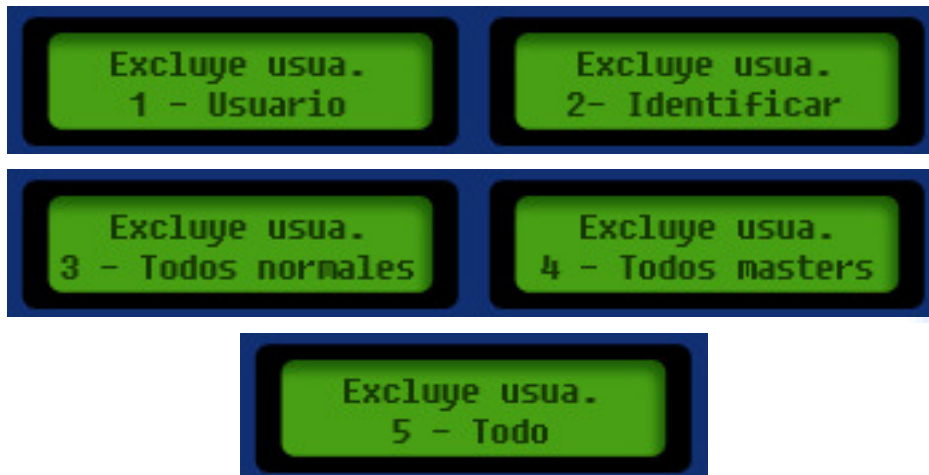 Excluye usua.
1 - Usuario
Excluye usua.
2- Identificar
Excluye usua.
3 - Todos normales
Excluye usua.
4 - Todos masters
Excluye usua.
5 - Todo